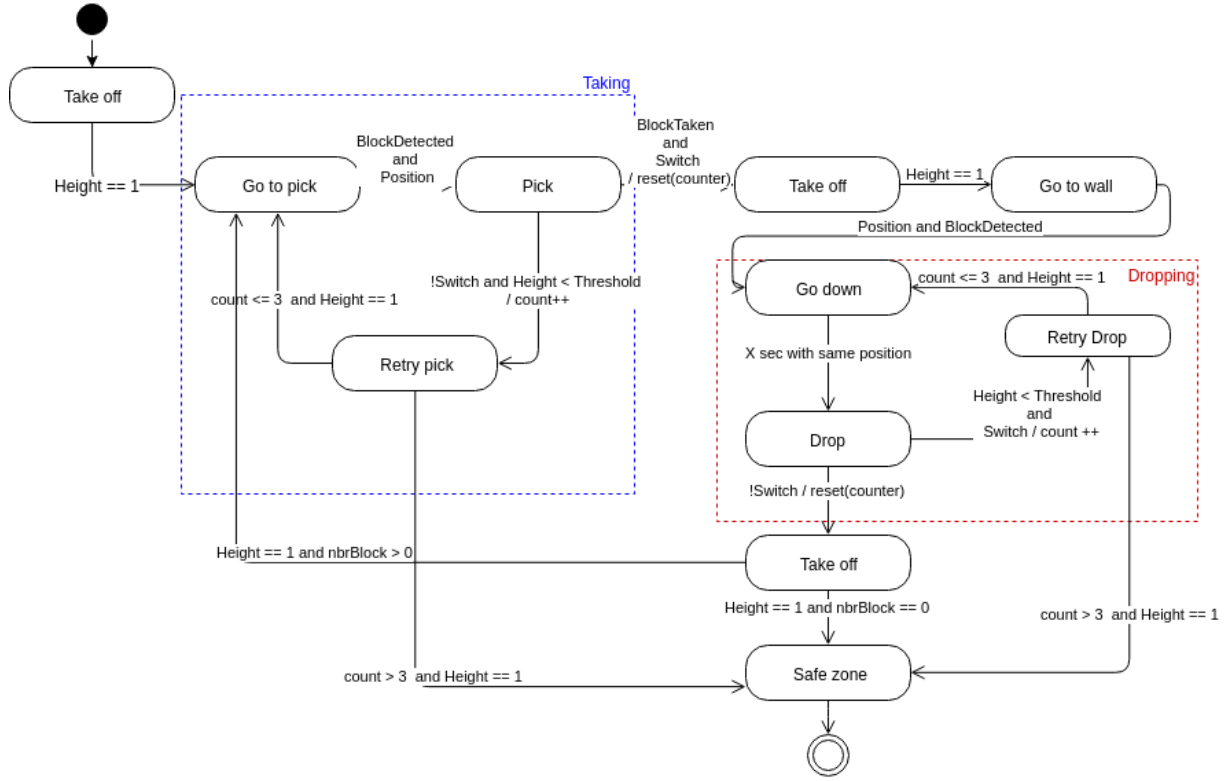 Take off
Taking
BlockTaken
and
Switch
/ reset(counter)
BlockDetected
and
Position
Height == 1
Go to pick
Pick
Take off
Height == 1
Go to wall
Position and BlockDetected
!Switch and Height < Threshold
/ count++
count <= 3  and Height == 1
Retry pick
Dropping
count <= 3  and Height == 1
Go down
Retry Drop
X sec with same position
Height < Threshold
and
Switch / count ++
Drop
!Switch / reset(counter)
Height == 1 and nbrBlock > 0
Take off
Height == 1 and nbrBlock == 0
count > 3  and Height == 1
count > 3  and Height == 1
Safe zone